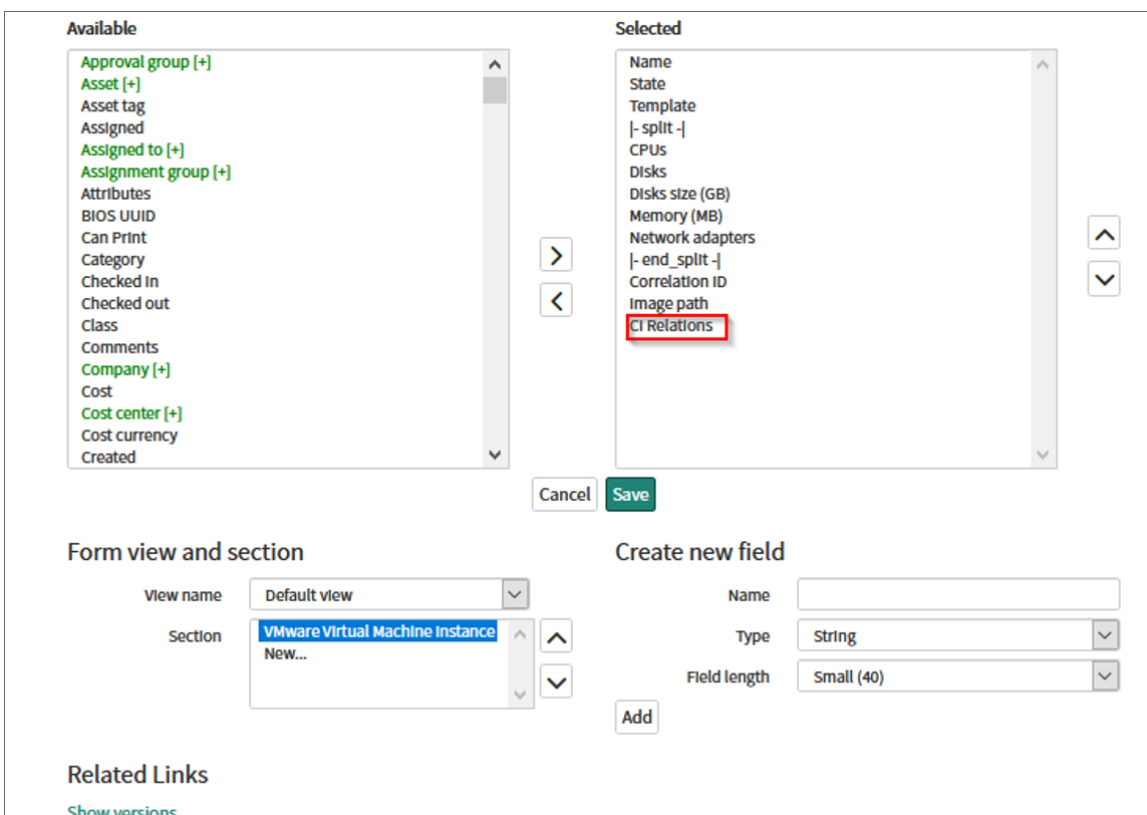 Available
Approval group [+]
Asset [+]
Asset tag
Assigned
Assigned to [+]
Assignment group [+]
Attributes
BIOS UUID
Can Print
Category
Checked in
Checked out
Class
Comments
Company [+]
Cost
Cost center [+]
Cost currency
Created
Selected
Name
State
Template
|- split -|
CPUs
Disks
Disks size (GB)
Memory (MB)
Network adapters
|- end_split -|
Correlation ID
Image path
CI Relations
Cancel
Save
Form view and section
View name
Default view
Section
VMware Virtual Machine Instance
New...
Create new field
Name
Type
String
Field length
Small (40)
Add
Related Links
Show versions